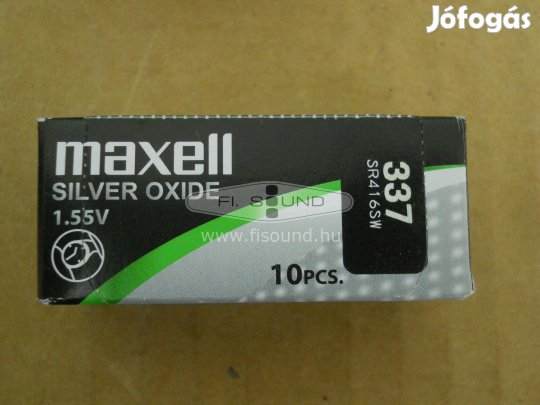 Jófogás
maxell
SILVER OXIDE
1.55V
FI. SOUND
www.fisound.hu
10PCS.
337
SR416SW